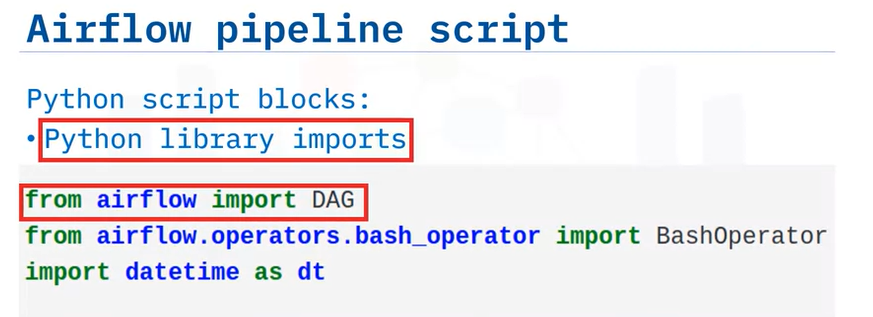 Airflow pipeline script
Python script blocks:
• Python library imports
from airflow import DAG
from airflow.operators.bash_operator import BashOperator
import datetime as dt